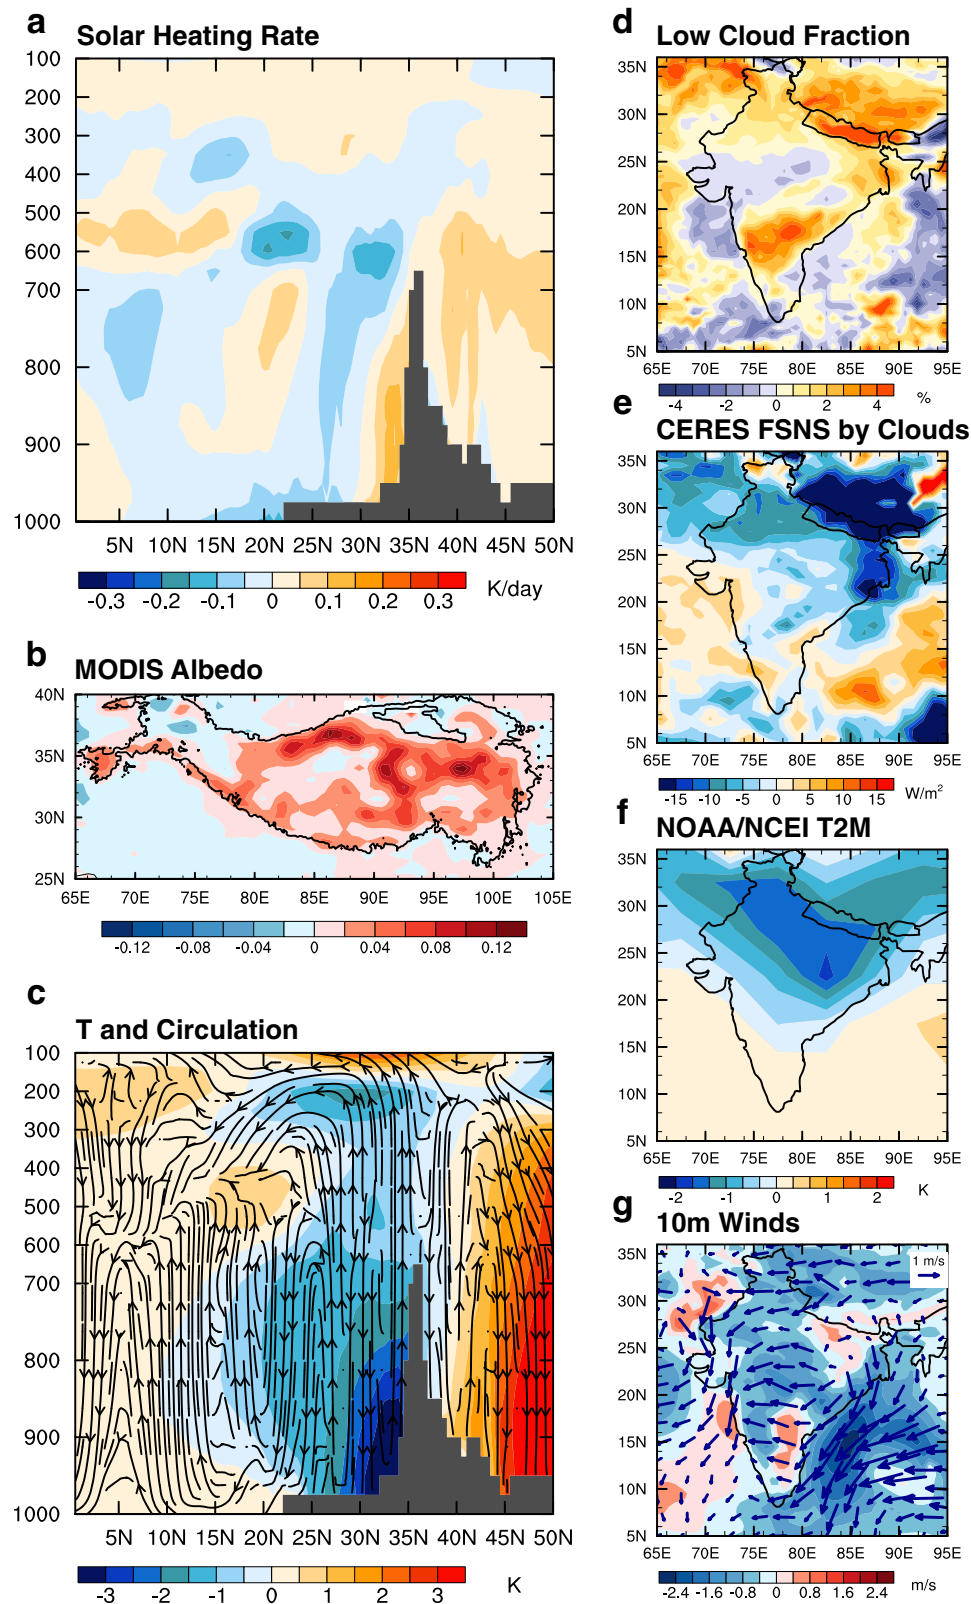 a
Solar Heating Rate
100
200
300
400
500
600
700
800
900
1000
5N 10N 15N 20N 25N 30N 35N 40N 45N 50N
-0.3 -0.2 -0.1 0 0.1 0.2 0.3 K/day
b
MODIS Albedo
40N
35N
30N
25N
65E 70E 75E 80E 85E 90E 95E 100E 105E
-0.12 -0.08 -0.04 0 0.04 0.08 0.12
c
T and Circulation
100
200
300
400
500
600
700
800
900
1000
5N 10N 15N 20N 25N 30N 35N 40N 45N 50N
-3 -2 -1 0 1 2 3 K
d
Low Cloud Fraction
35N
30N
25N
20N
15N
10N
5N
65E 70E 75E 80E 85E 90E 95E
-4 -2 0 2 4 %
e
CERES FSNS by Clouds
35N
30N
25N
20N
15N
10N
5N
65E 70E 75E 80E 85E 90E 95E
-15 -10 -5 0 5 10 15 W/m²
f
NOAA/NCEI T2M
35N
30N
25N
20N
15N
10N
5N
65E 70E 75E 80E 85E 90E 95E
-2 -1 0 1 2 K
g
10m Winds
1 m/s
35N
30N
25N
20N
15N
10N
5N
65E 70E 75E 80E 85E 90E 95E
-2.4 -1.6 -0.8 0 0.8 1.6 2.4 m/s